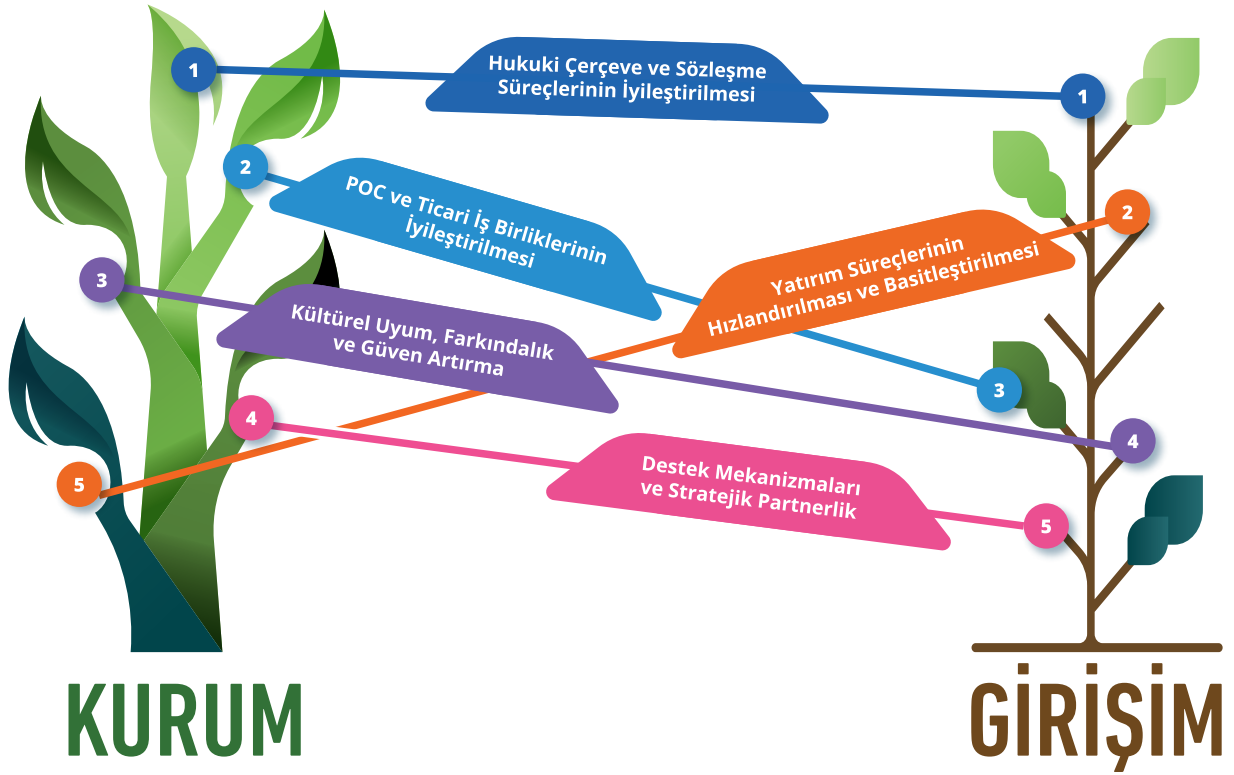 1
Hukuki Çerçeve ve Sözleşme
Süreçlerinin İyileştirilmesi
1
2
POC ve Ticari İş Birliklerinin
İyileştirilmesi
3
5
Yatırım Süreçlerinin
Hızlandırılması ve Basitleştirilmesi
2
3
Kültürel Uyum, Farkındalık
ve Güven Artırma
4
4
Destek Mekanizmaları
ve Stratejik Partnerlik
5
KURUM
GİRİŞİM